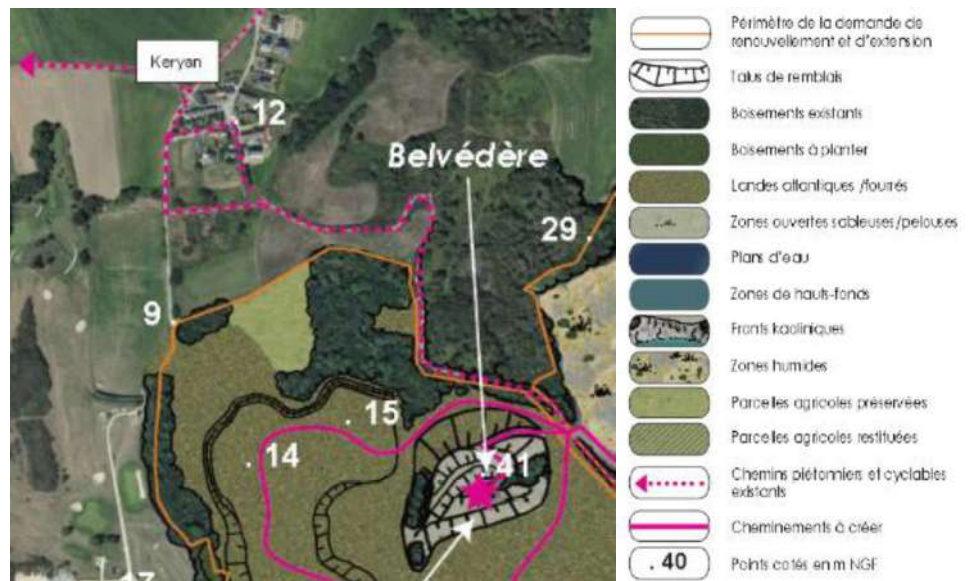 Keryan
12
Belvédère
29 .
9
. 15
. 14
41
Périmètre de la demande de
renouvellement et d'extension
Talus de remblais
Boisements existants
Boisements à planter
Landes atlantiques /fourrés
Zones ouvertes sableuses/pelouses
Plans d'eau
Zones de hauts-fonds
Fronts kaoliniques
Zones humides
Parcelles agricoles préservées
Parcelles agricoles restituées
Chemins piétonniers et cyclables
existants
Cheminements à créer
. 40 Points cotés en m NGF